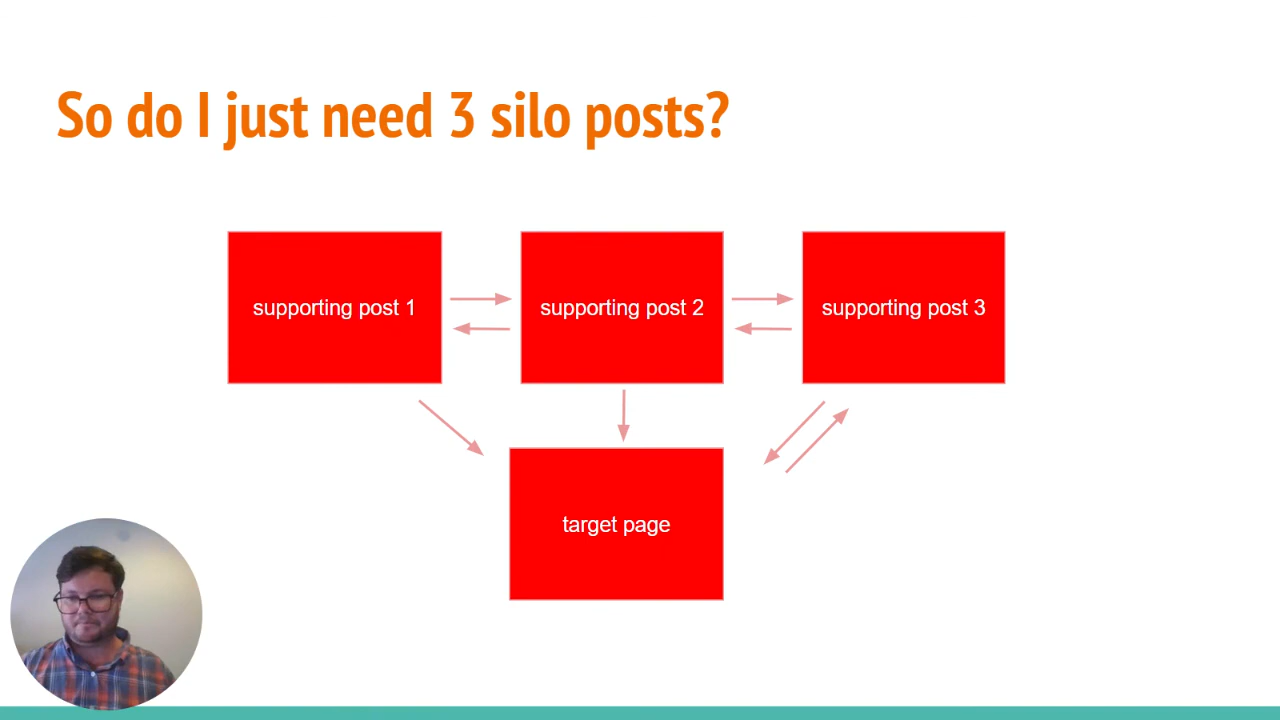 So do I just need 3 silo posts?
supporting post 1
supporting post 2
supporting post 3
target page